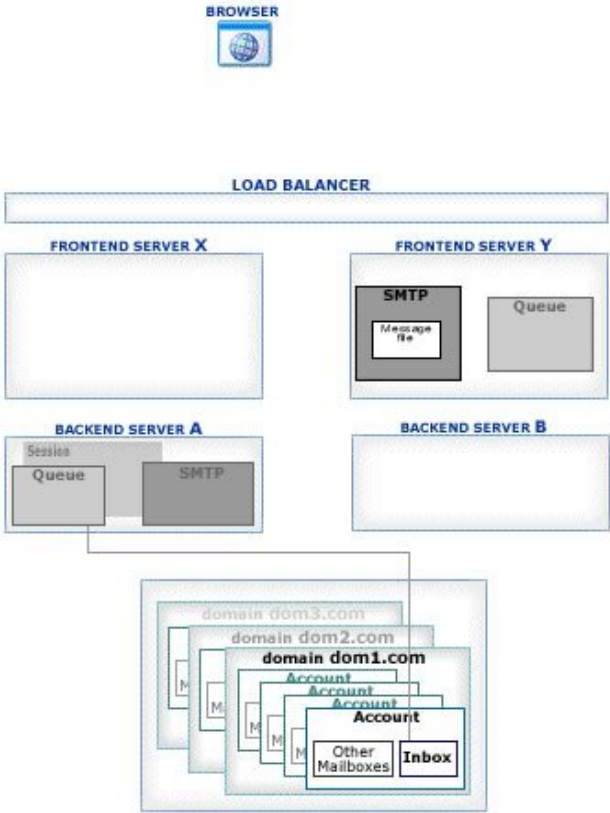 BROWSER
LOAD BALANCER
FRONTEND SERVER X
FRONTEND SERVER Y
SMTP
Message
file
Queue
BACKEND SERVER A
BACKEND SERVER B
Session
Queue
SMTP
domain dom3.com
domain dom2.com
domain dom1.com
Account
Account
Account
Account
M
M
M
M
M
Other
Mailboxes
Inbox